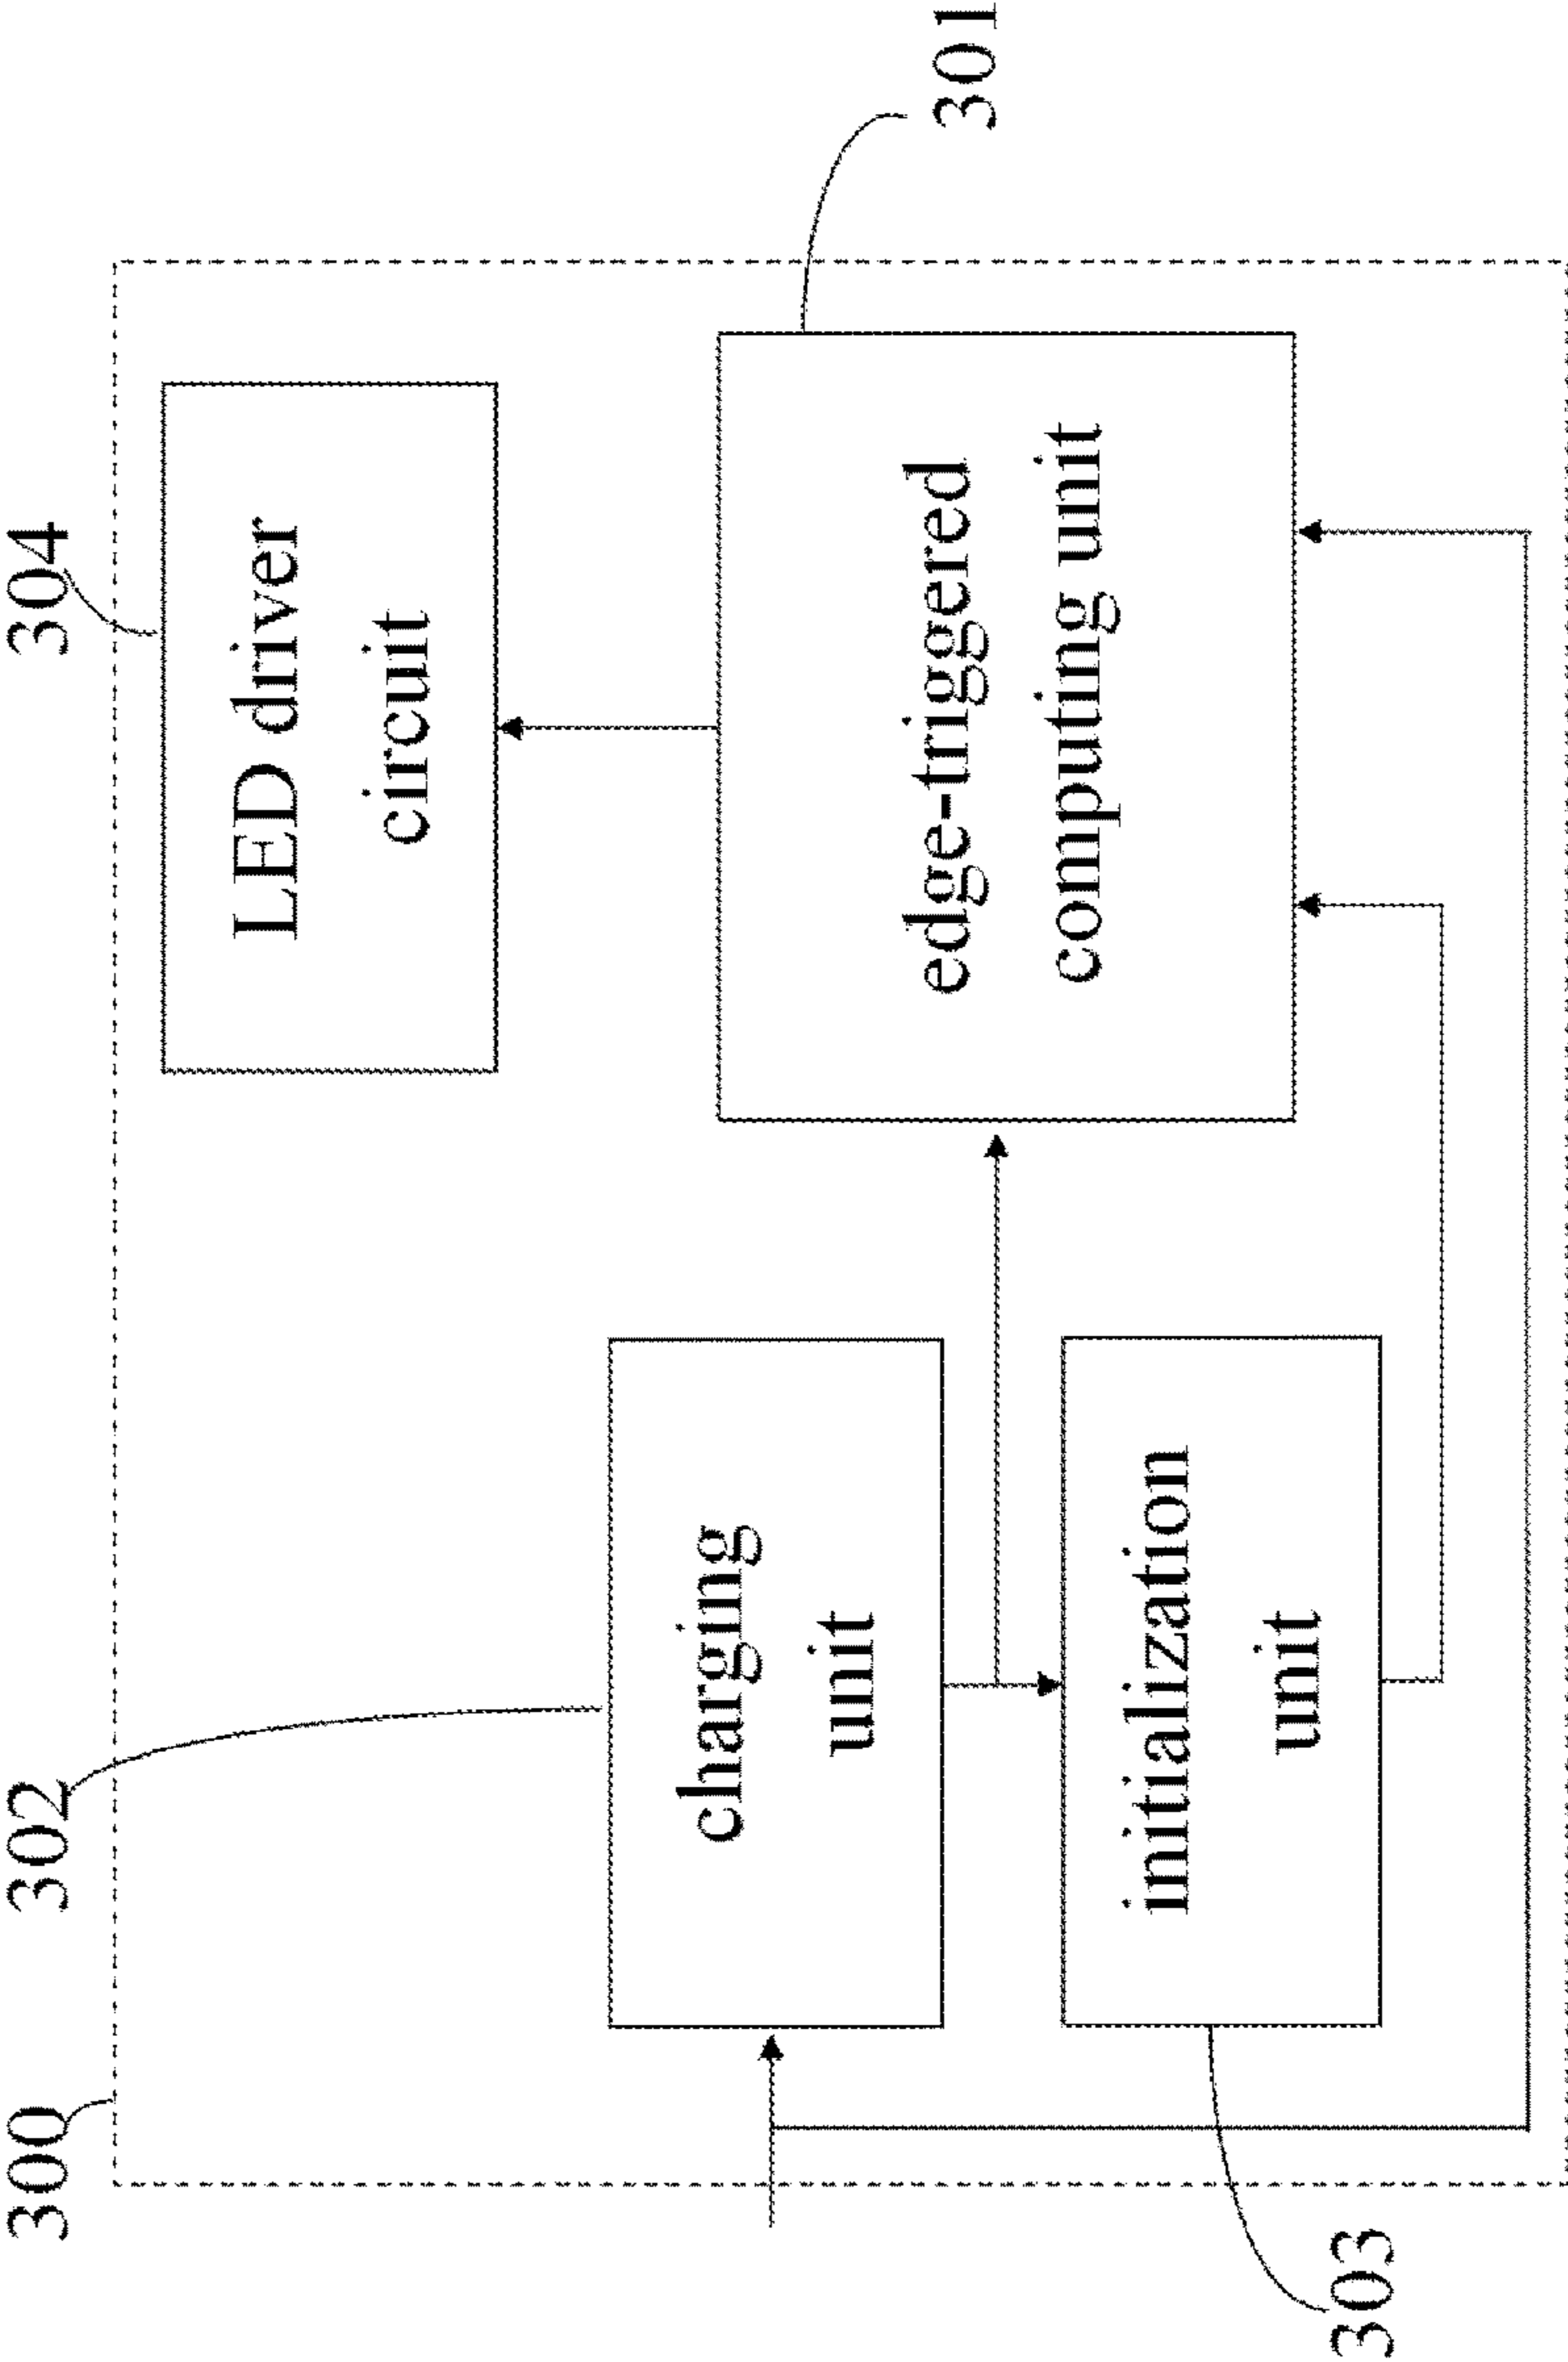 300
302
304
LED driver
circuit
charging
unit
edge-triggered
computing unit
301
initialization
unit
303